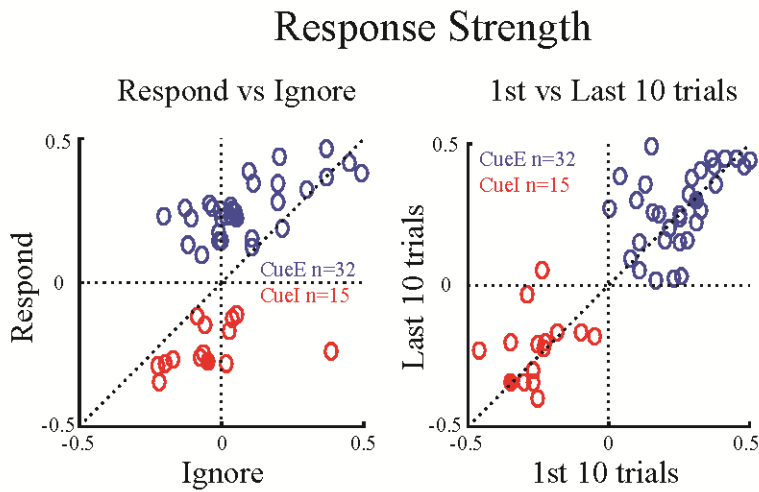 Response Strength
Respond vs Ignore
1st vs Last 10 trials
0.5
0
-0.5
0
0.5
Respond
Ignore
CueE n=32
CueI n=15
0.5
0
-0.5
-0.5
0
0.5
Last 10 trials
1st 10 trials
CueE n=32
CueI n=15